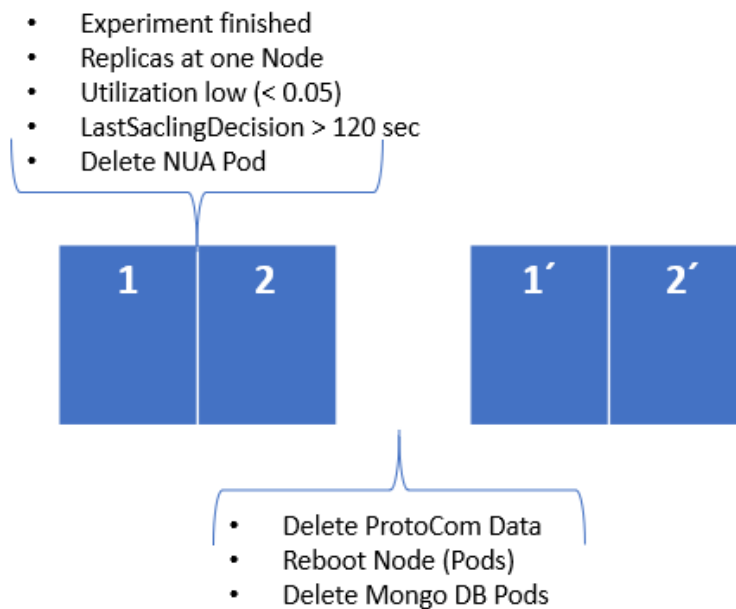 • Experiment finished
• Replicas at one Node
• Utilization low (< 0.05)
• LastSaclingDecision > 120 sec
• Delete NUA Pod
1 2 1´ 2´
• Delete ProtoCom Data
• Reboot Node (Pods)
• Delete Mongo DB Pods